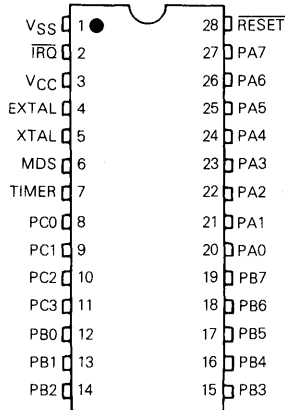 VSS 1 28 RESET
IRQ 2 27 PA7
VCC 3 26 PA6
EXTAL 4 25 PA5
XTAL 5 24 PA4
MDS 6 23 PA3
TIMER 7 22 PA2
PC0 8 21 PA1
PC1 9 20 PA0
PC2 10 19 PB7
PC3 11 18 PB6
PB0 12 17 PB5
PB1 13 16 PB4
PB2 14 15 PB3